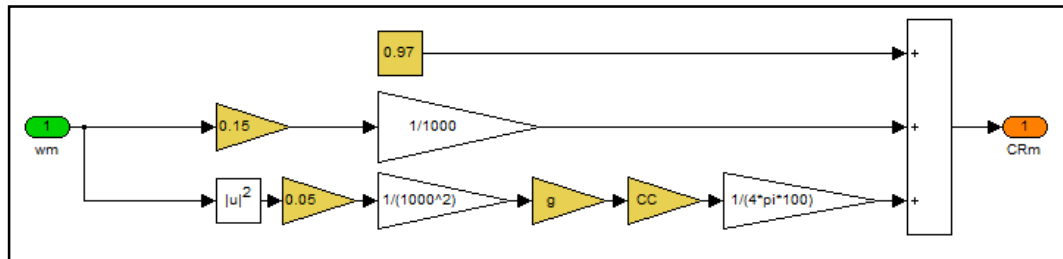 0.97
+
1
wm
0.15
1/1000
+
1
CRm
|u|²
0.05
1/(1000^2)
g
CC
1/(4*pi*100)
+